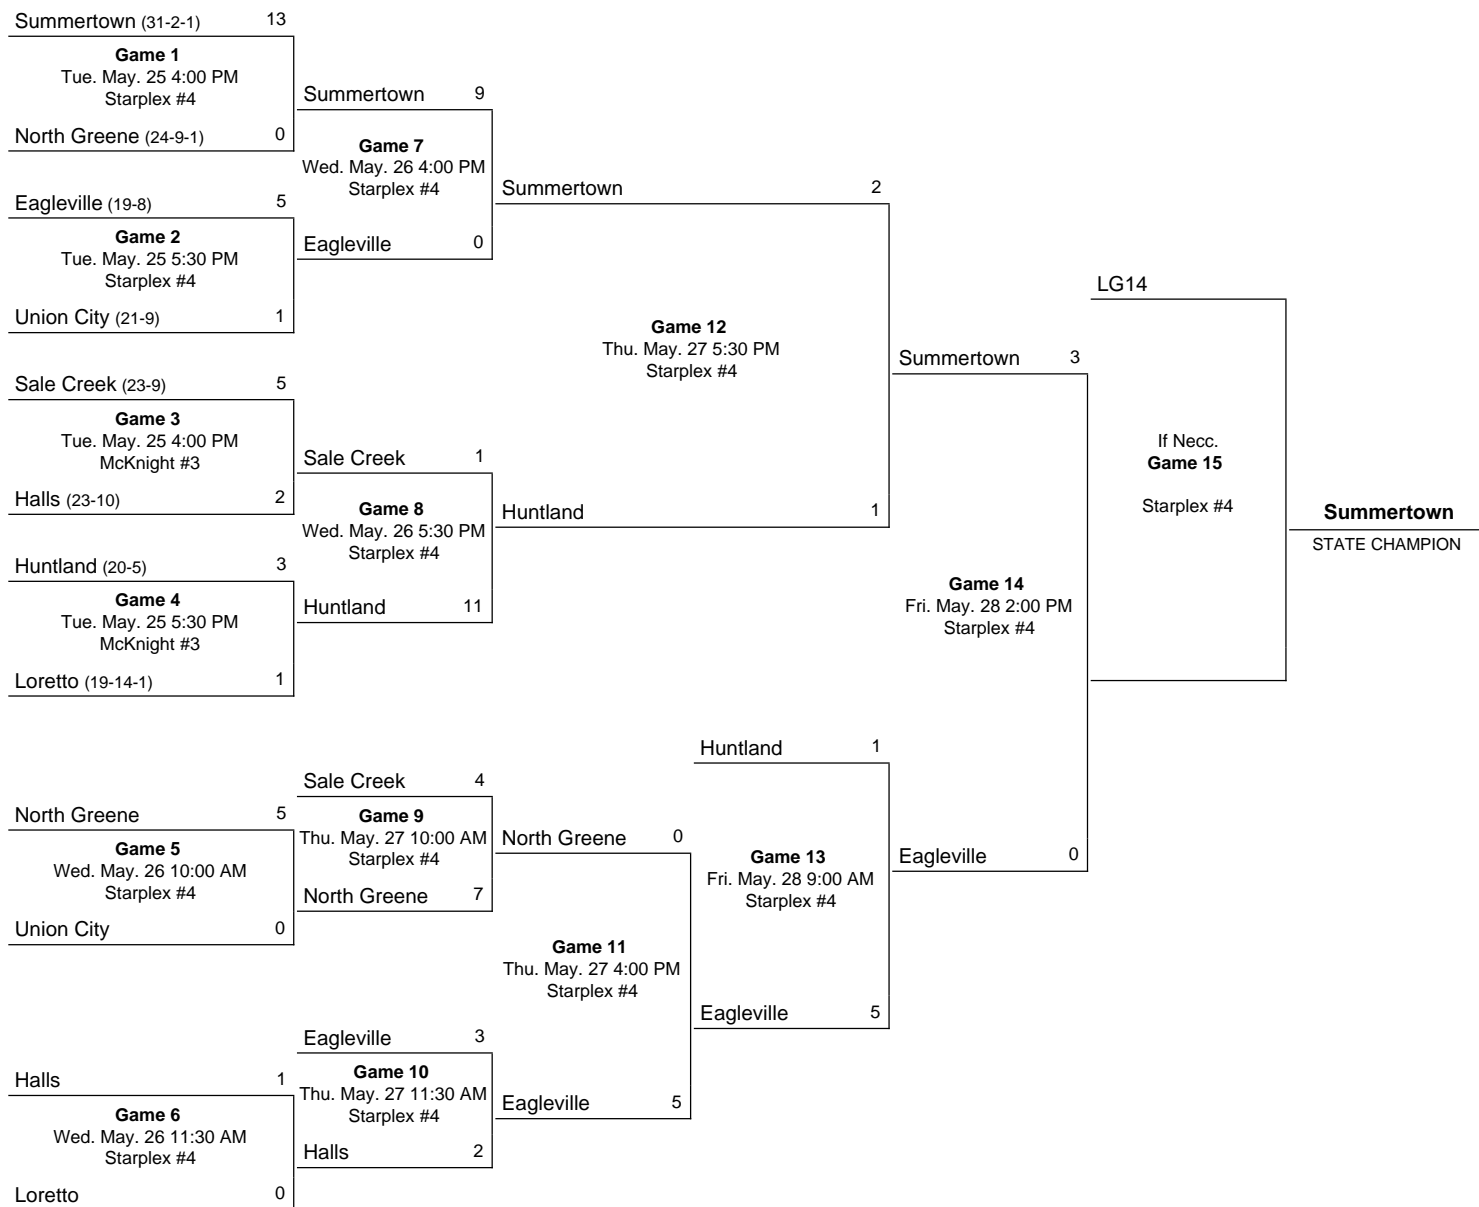 Summertown (31-2-1) 13
Game 1
Tue. May. 25 4:00 PM
Starplex #4
North Greene (24-9-1) 0
Eagleville (19-8) 5
Game 2
Tue. May. 25 5:30 PM
Starplex #4
Union City (21-9) 1
Sale Creek (23-9) 5
Game 3
Tue. May. 25 4:00 PM
McKnight #3
Halls (23-10) 2
Huntland (20-5) 3
Game 4
Tue. May. 25 5:30 PM
McKnight #3
Loretto (19-14-1) 1
North Greene 5
Game 5
Wed. May. 26 10:00 AM
Starplex #4
Union City 0
Halls 1
Game 6
Wed. May. 26 11:30 AM
Starplex #4
Loretto 0
Summertown 9
Game 7
Wed. May. 26 4:00 PM
Starplex #4
Eagleville 0
Sale Creek 1
Game 8
Wed. May. 26 5:30 PM
Starplex #4
Huntland 11
Sale Creek 4
Game 9
Thu. May. 27 10:00 AM
Starplex #4
North Greene 7
Eagleville 3
Game 10
Thu. May. 27 11:30 AM
Starplex #4
Halls 2
Summertown 2
Game 12
Thu. May. 27 5:30 PM
Starplex #4
Huntland 1
North Greene 0
Game 11
Thu. May. 27 4:00 PM
Starplex #4
Eagleville 5
Huntland 1
Game 13
Fri. May. 28 9:00 AM
Starplex #4
Eagleville 5
Summertown 3
Game 14
Fri. May. 28 2:00 PM
Starplex #4
Eagleville 0
LG14
If Necc.
Game 15
Starplex #4
Summertown
STATE CHAMPION